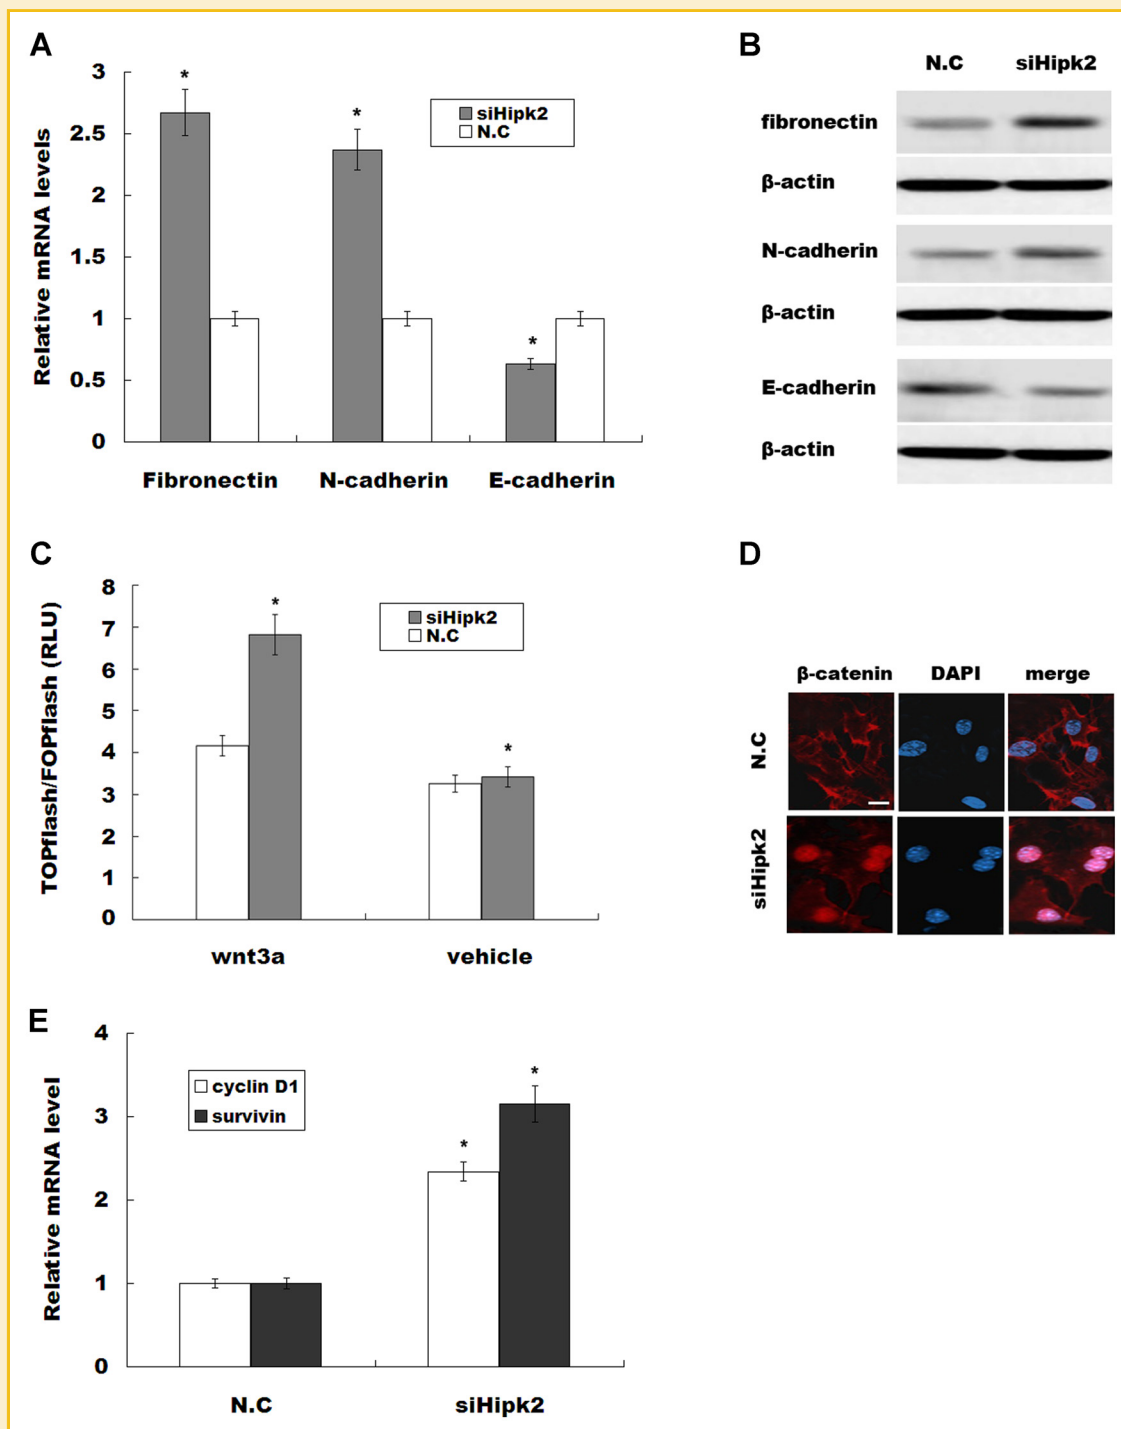 A
Relative mRNA levels
3
2.5
2
1.5
1
0.5
0
*
*
*
siHipk2
N.C
Fibronectin
N-cadherin
E-cadherin
B
N.C
siHipk2
fibronectin
β-actin
N-cadherin
β-actin
E-cadherin
β-actin
C
TOPflash/FOPflash (RLU)
8
7
6
5
4
3
2
1
0
*
*
siHipk2
N.C
wnt3a
vehicle
D
β-catenin
DAPI
merge
N.C
siHipk2
E
Relative mRNA level
4
3
2
1
0
cyclin D1
survivin
*
*
N.C
siHipk2